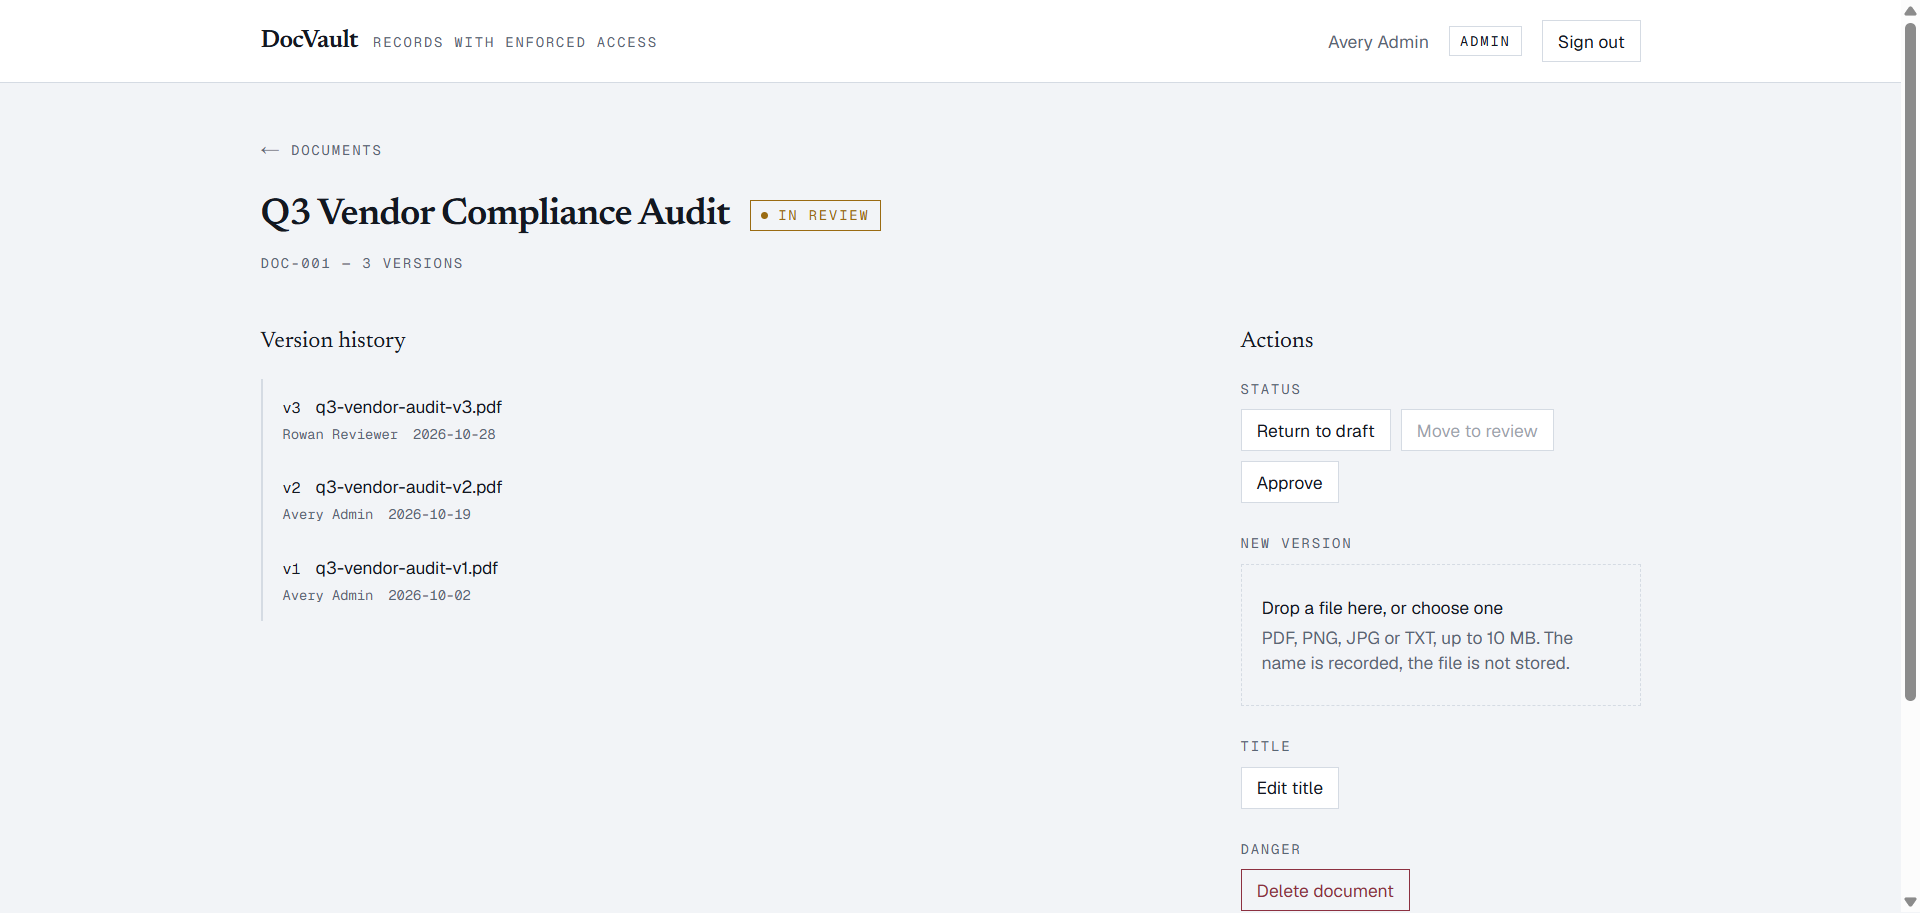 DocVault RECORDS WITH ENFORCED ACCESS
Avery Admin ADMIN Sign out
← DOCUMENTS
Q3 Vendor Compliance Audit • IN REVIEW
DOC-001 — 3 VERSIONS
Version history
v3 q3-vendor-audit-v3.pdf
Rowan Reviewer 2026-10-28
v2 q3-vendor-audit-v2.pdf
Avery Admin 2026-10-19
v1 q3-vendor-audit-v1.pdf
Avery Admin 2026-10-02
Actions
STATUS
Return to draft Move to review
Approve
NEW VERSION
Drop a file here, or choose one
PDF, PNG, JPG or TXT, up to 10 MB. The
name is recorded, the file is not stored.
TITLE
Edit title
DANGER
Delete document